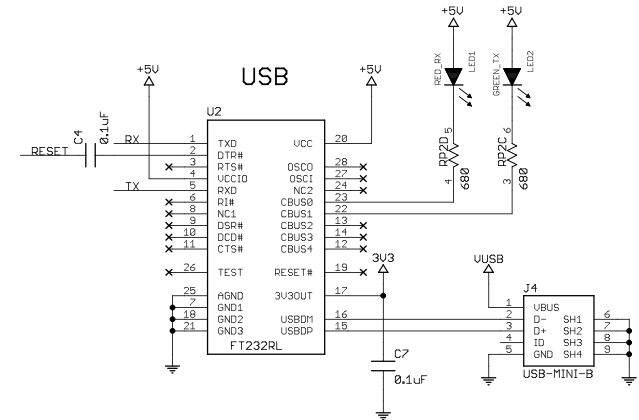 +5V
+5V
RED_RX
LED1
GREEN_TX
LED2
+5V
USB
+5V
U2
C4
0.1uF
RESET
RX
TX
1 TXD VCC 20
2 DTR#
3 RTS# OSCO 28
4 VCCIO OSCI 27
5 RXD NC2 24
6 RI# CBUS0 23
8 NC1 CBUS1 22
9 DSR# CBUS2 13
10 DCD# CBUS3 14
11 CTS# CBUS4 12
26 TEST RESET# 19
25 AGND 3V3OUT 17
7 GND1
18 GND2 USBDM 16
21 GND3 USBDP 15
FT232RL
5
RP2D
4
680
6
RP2C
3
680
3V3
C7
0.1uF
VUSB
J4
1 VBUS
2 D- SH1 6
3 D+ SH2 7
4 ID SH3 8
5 GND SH4 9
USB-MINI-B